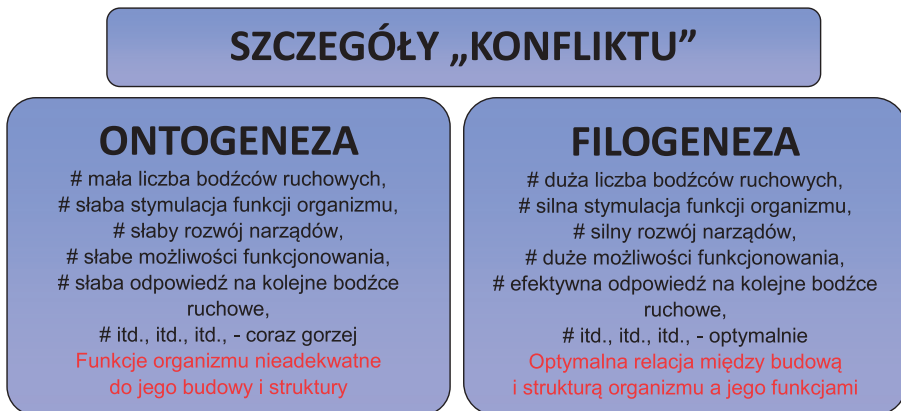 SZCZEGÓŁY „KONFLIKTU”
ONTOGENEZA
# mała liczba bodźców ruchowych,
# słaba stymulacja funkcji organizmu,
# słaby rozwój narządów,
# słabe możliwości funkcjonowania,
# słaba odpowiedź na kolejne bodźce
ruchowe,
# itd., itd., itd., - coraz gorzej
Funkcje organizmu nieadekwatne
do jego budowy i struktury
FILOGENEZA
# duża liczba bodźców ruchowych,
# silna stymulacja funkcji organizmu,
# silny rozwój narządów,
# duże możliwości funkcjonowania,
# efektywna odpowiedź na kolejne bodźce
ruchowe,
# itd., itd., itd., - optymalnie
Optymalna relacja między budową
i strukturą organizmu a jego funkcjami